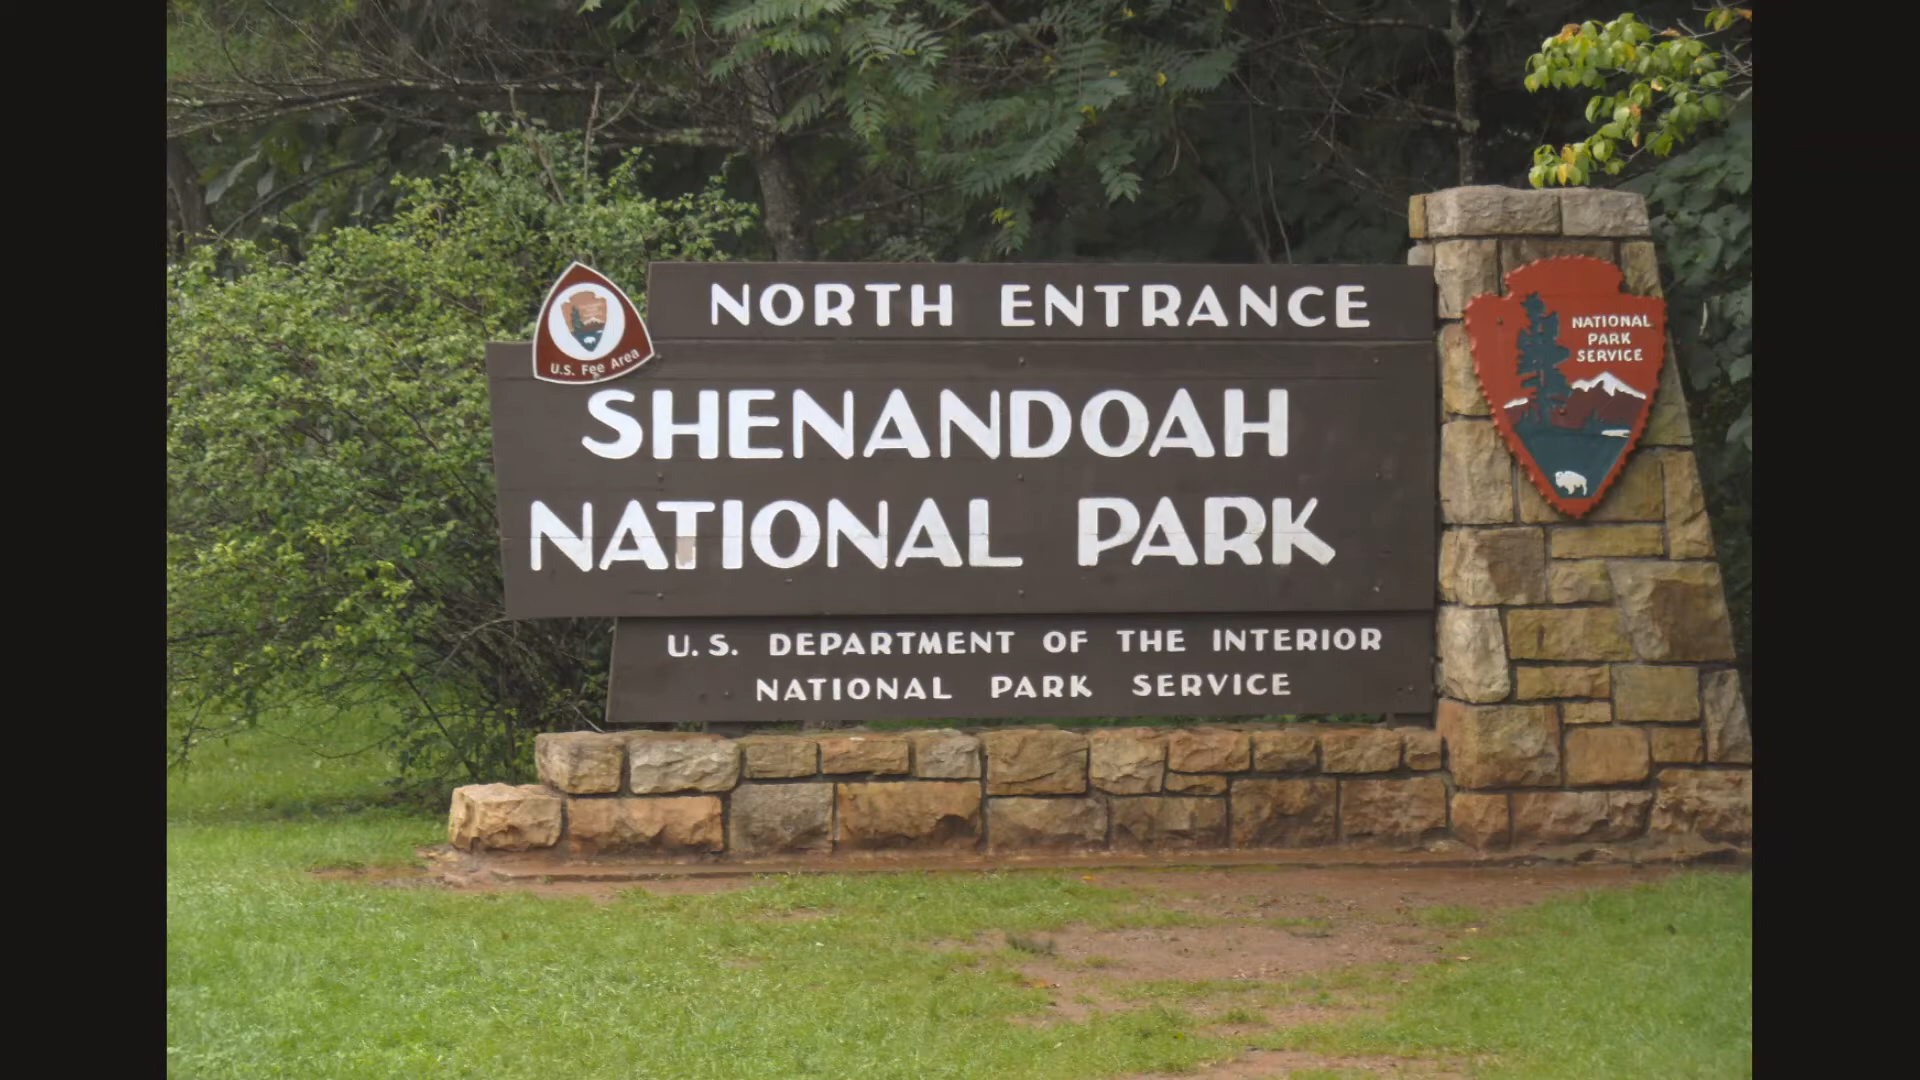 NORTH ENTRANCE
U.S. Fee Area
SHENANDOAH
NATIONAL PARK
U.S. DEPARTMENT OF THE INTERIOR
NATIONAL PARK SERVICE
NATIONAL
PARK
SERVICE